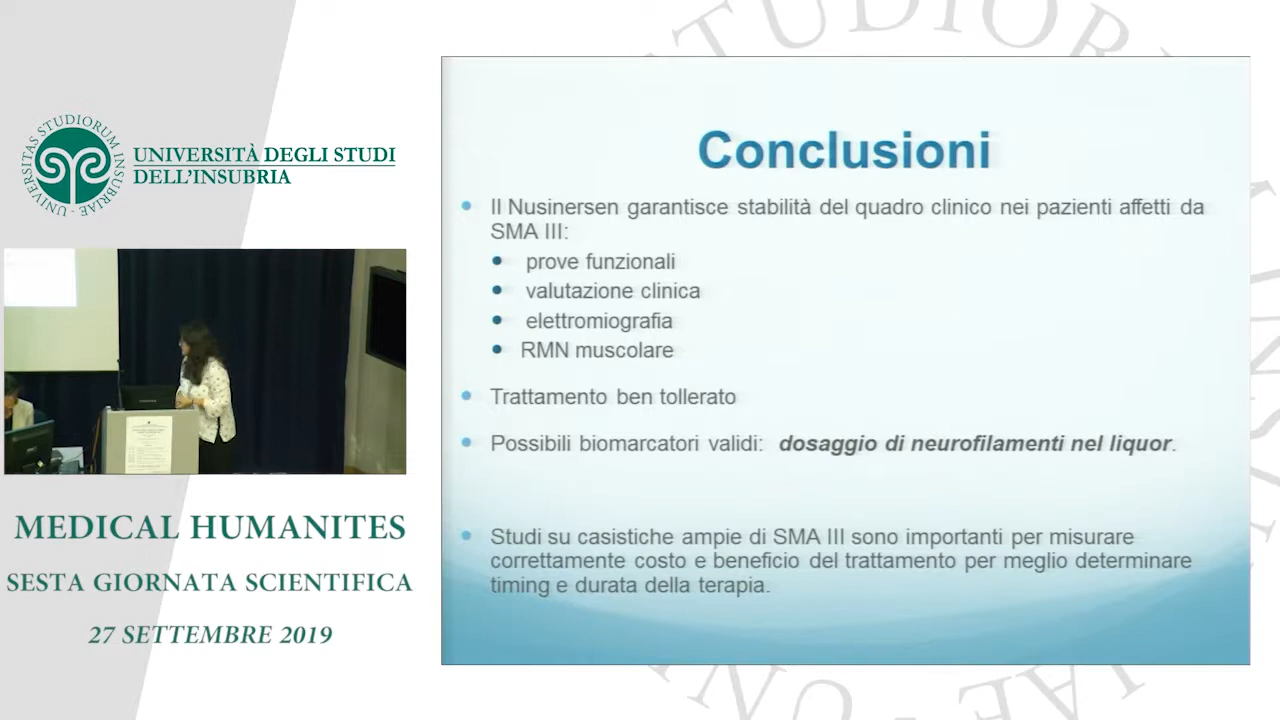 UNIVERSITAS STUDIORUM INSUBRIAE
UNIVERSITÀ DEGLI STUDI
DELL'INSUBRIA
MEDICAL HUMANITES
SESTA GIORNATA SCIENTIFICA
27 SETTEMBRE 2019
Conclusioni
Il Nusinersen garantisce stabilità del quadro clinico nei pazienti affetti da
SMA III:
prove funzionali
valutazione clinica
elettromiografia
RMN muscolare
Trattamento ben tollerato
Possibili biomarcatori validi: dosaggio di neurofilamenti nel liquor.
Studi su casistiche ampie di SMA III sono importanti per misurare
correttamente costo e beneficio del trattamento per meglio determinare
timing e durata della terapia.